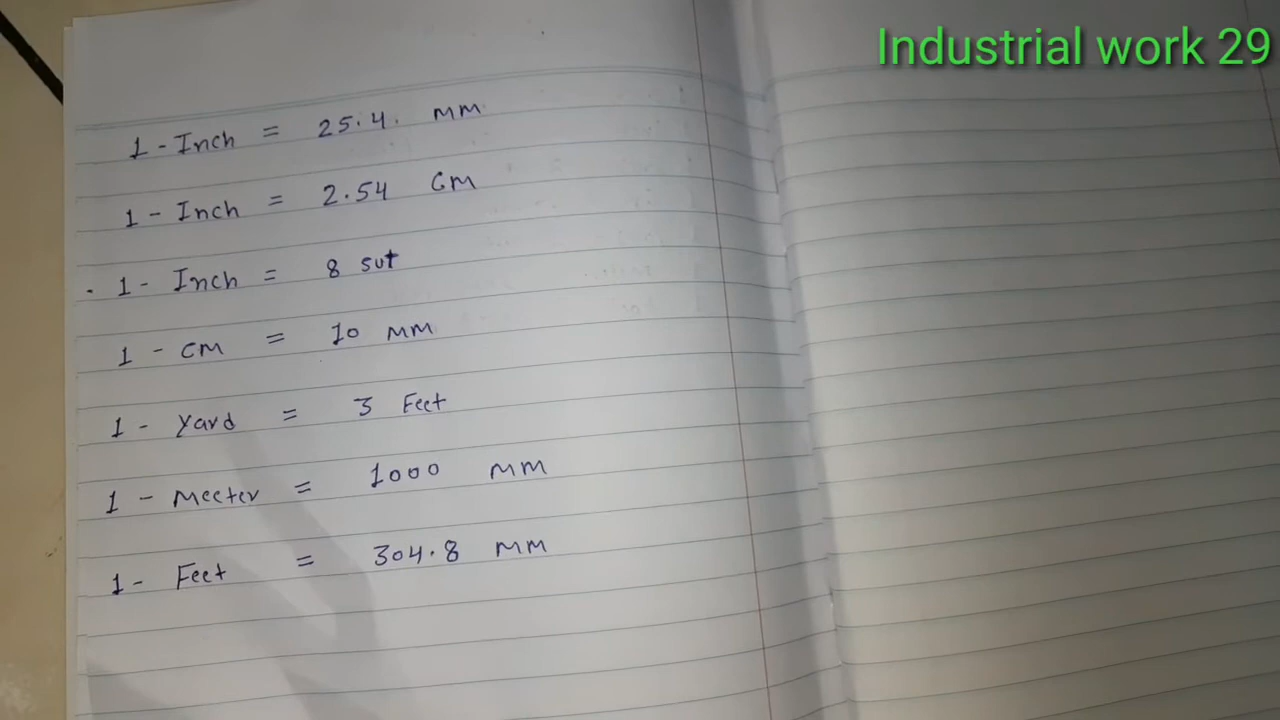 Industrial work 29
1 - Inch = 25.4. mm
1 - Inch = 2.54 cm
. 1 - Inch = 8 sut
1 - cm = 10 mm
1 - Yard = 3 Feet
1 - Meeter = 1000 mm
1 - Feet = 304.8 mm